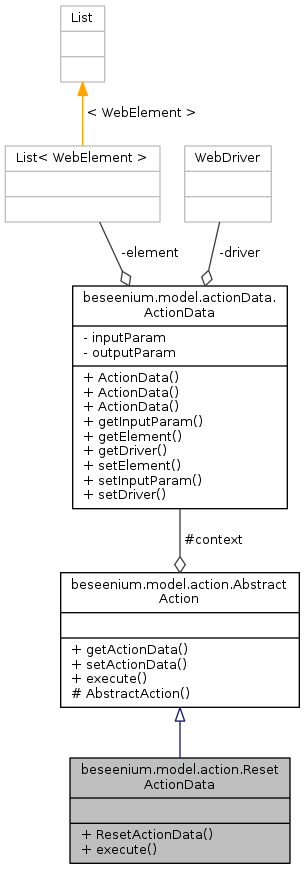 List
< WebElement >
List< WebElement >
WebDriver
-element
-driver
beseenium.model.actionData.
ActionData
- inputParam
- outputParam
+ ActionData()
+ ActionData()
+ ActionData()
+ getInputParam()
+ getElement()
+ getDriver()
+ setElement()
+ setInputParam()
+ setDriver()
#context
beseenium.model.action.Abstract
Action
+ getActionData()
+ setActionData()
+ execute()
# AbstractAction()
beseenium.model.action.Reset
ActionData
+ ResetActionData()
+ execute()